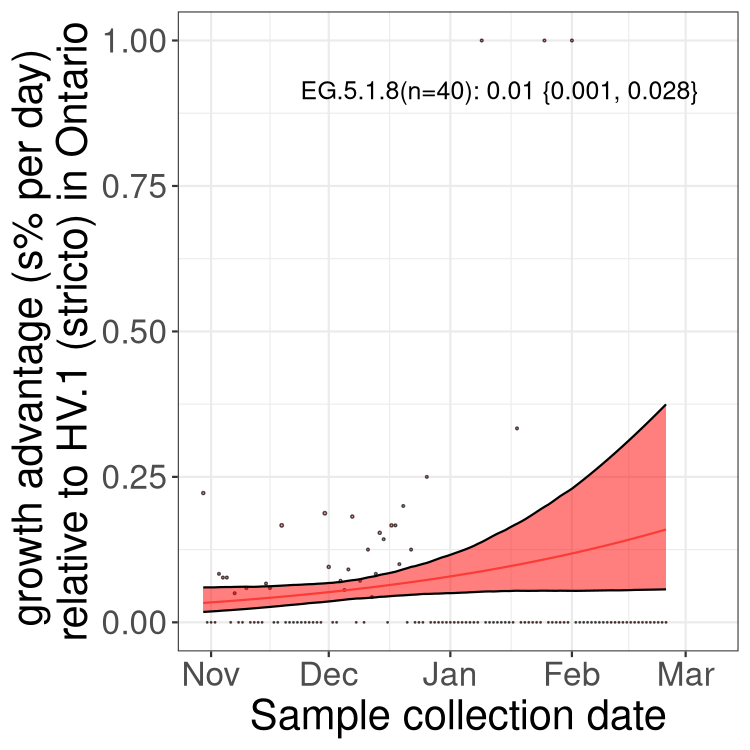 growth advantage (s% per day)
relative to HV.1 (stricto) in Ontario
1.00
0.75
0.50
0.25
0.00
EG.5.1.8(n=40): 0.01 {0.001, 0.028}
Nov Dec Jan Feb Mar
Sample collection date